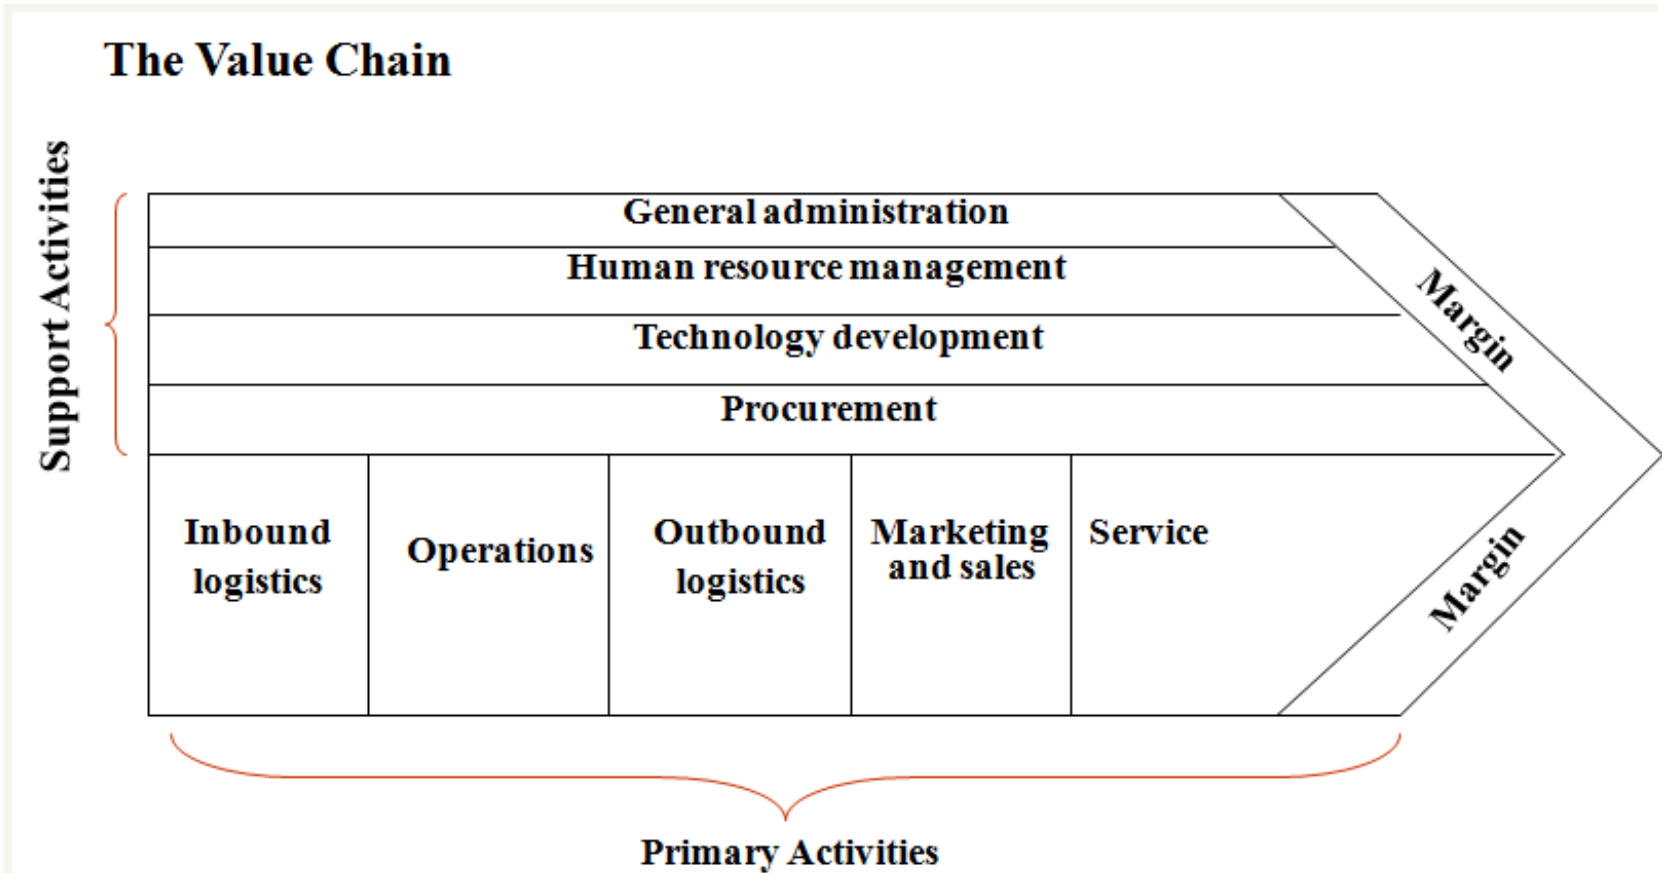 The Value Chain
Support Activities
General administration
Human resource management
Technology development
Procurement
Margin
Inbound
logistics
Operations
Outbound
logistics
Marketing
and sales
Service
Margin
Primary Activities